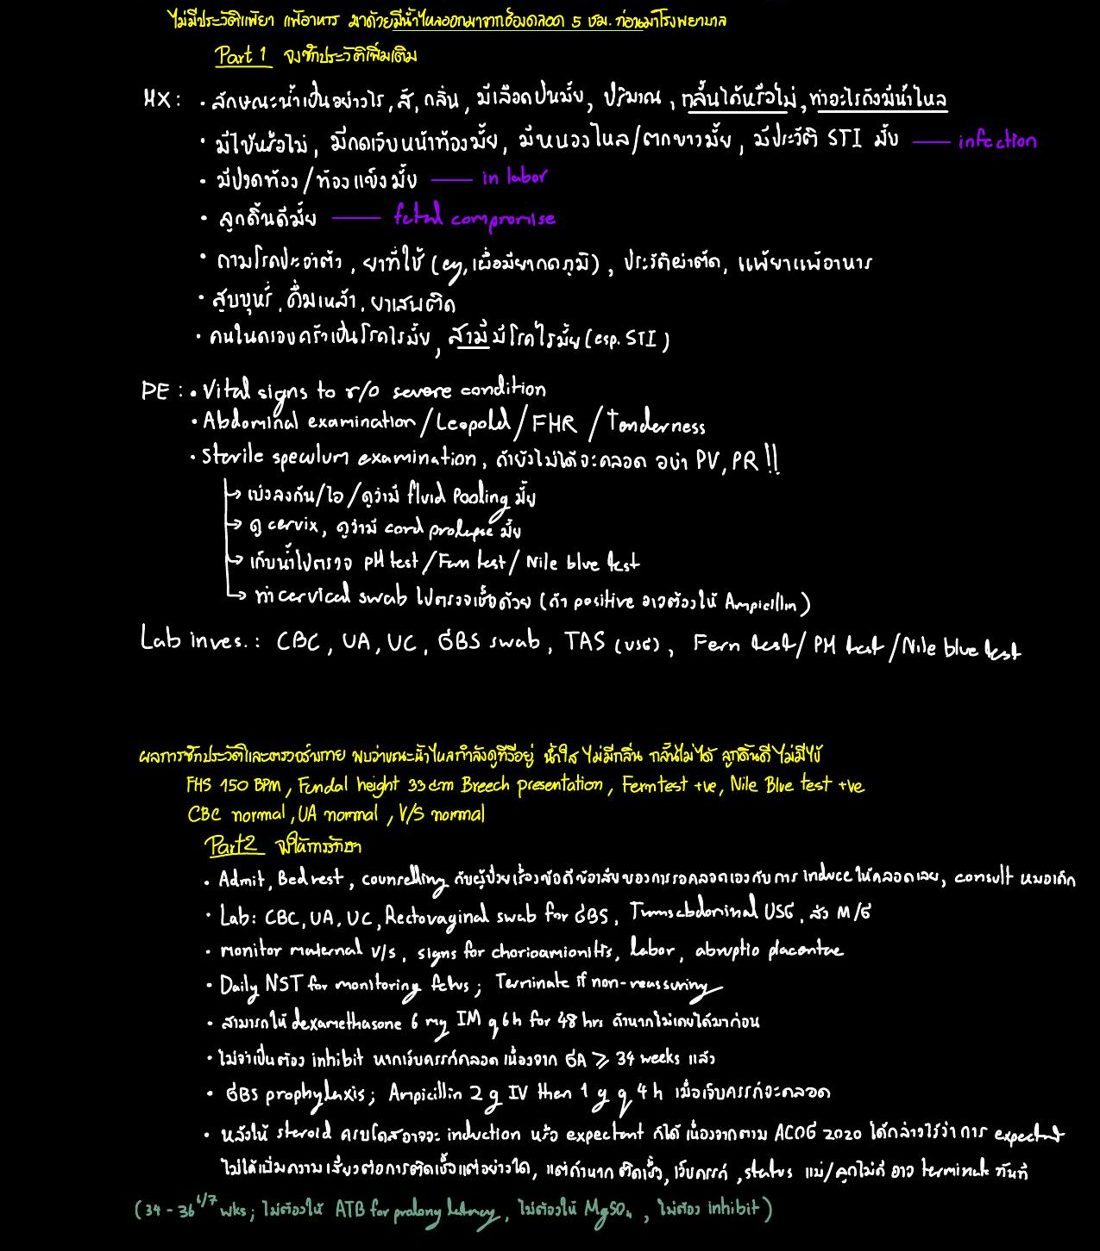 ไม่มีประวัติแพ้ยา แพ้อาหาร มาด้วยมีน้ำไหลออกมาจากช่องคลอด 5 ชม. ก่อนมาโรงพยาบาล
Part 1 จงซักประวัติเพิ่มเติม
HX : • ลักษณะน้ำเป็นอย่างไร, สี, กลิ่น, มีเลือดปนมั้ย, ปริมาณ, กลั้นได้หรือไม่, ทำอะไรถึงมีน้ำไหล
• มีไข้หรือไม่, มีกดเจ็บหน้าท้องมั้ย, มีหนองไหล/ตกขาวมั้ย, มีประวัติ STI มั้ย — infection
• มีปวดท้อง/ท้องแข็งมั้ย — in labor
• ลูกดิ้นดีมั้ย — fetal compromise
• ถามโรคประจำตัว, ยาที่ใช้ (eg, เผื่อมียากดภูมิ), ประวัติผ่าตัด, แพ้ยาแพ้อาหาร
• สูบบุหรี่, ดื่มเหล้า, ยาเสพติด
• คนในครอบครัวเป็นโรคไรมั้ย, สามีมีโรคไรมั้ย (esp. STI)
PE : • Vital signs to r/o severe condition
• Abdominal examination/Leopold/FHR/Tenderness
• Sterile speculum examination, ถ้ายังไม่ได้จะคลอด อย่า PV, PR !!
↳ เบ่งลงก้น/ไอ/ดูว่ามี fluid Pooling มั้ย
↳ ดู cervix, ดูว่ามี cord prolapse มั้ย
↳ เก็บน้ำไปตรวจ pH test/Fern test/Nile blue test
↳ ทำ cervical swab ไปตรวจเชื้อด้วย (ถ้า positive อาจต้องให้ Ampicillin)
Lab inves.: CBC, UA, UC, GBS swab, TAS (USG), Fern test/PH test/Nile blue test
ผลการซักประวัติและตรวจร่างกาย พบว่าขณะน้ำไหลกำลังดูทีวีอยู่ น้ำใส ไม่มีกลิ่น กลั้นไม่ได้ ลูกดิ้นดี ไม่มีไข้
FHS 150 BPM, Fundal height 33 cm Breech presentation, Fern test +ve, Nile Blue test +ve
CBC normal, UA normal, V/S normal
Part 2 จงให้การรักษา
• Admit, Bed rest, counselling กับผู้ป่วยเรื่องข้อดีข้อเสียของการรอคลอดเองกับการ induce ให้คลอดเลย, consult หมอเด็ก
• Lab: CBC, UA, UC, Rectovaginal swab for GBS, Transabdominal USG, ส่ง M/G
• monitor maternal V/S, signs for chorioamionitis, labor, abruptio placentae
• Daily NST for monitoring fetus; Terminate if non-reassuring
• สามารถให้ dexamethasone 6 mg IM q 6 h for 48 hrs ถ้าหากไม่เคยได้มาก่อน
• ไม่จำเป็นต้อง inhibit หากเจ็บครรภ์คลอด เนื่องจาก GA ≥ 34 weeks แล้ว
• GBS prophylaxis; Ampicillin 2 g IV then 1 g q 4 h เมื่อเจ็บครรภ์จะคลอด
• หลังให้ steroid ครบโดสอาจจะ induction หรือ expectant ก็ได้ เนื่องจากตาม ACOG 2020 ได้กล่าวไว้ว่าการ expectant
ไม่ได้เพิ่มความเสี่ยงต่อการติดเชื้อแต่อย่างใด, แต่ถ้าหากติดเชื้อ, เจ็บครรภ์, status แม่/ลูกไม่ดี อาจ terminate ทันที
(34 - 36 6/7 wks; ไม่ต้องให้ ATB for prolong latency, ไม่ต้องให้ MgSO₄, ไม่ต้อง inhibit)